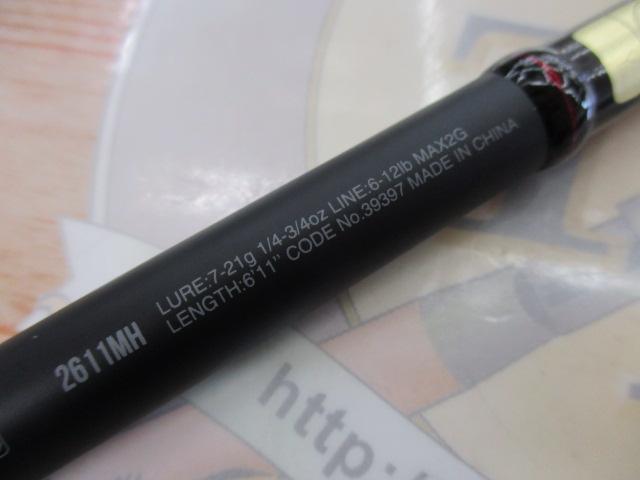 2611MH
LURE:7-21g 1/4-3/4oz LINE:6-12lb MAX2G
LENGTH:6'11" CODE No.39397 MADE IN CHINA
http:/